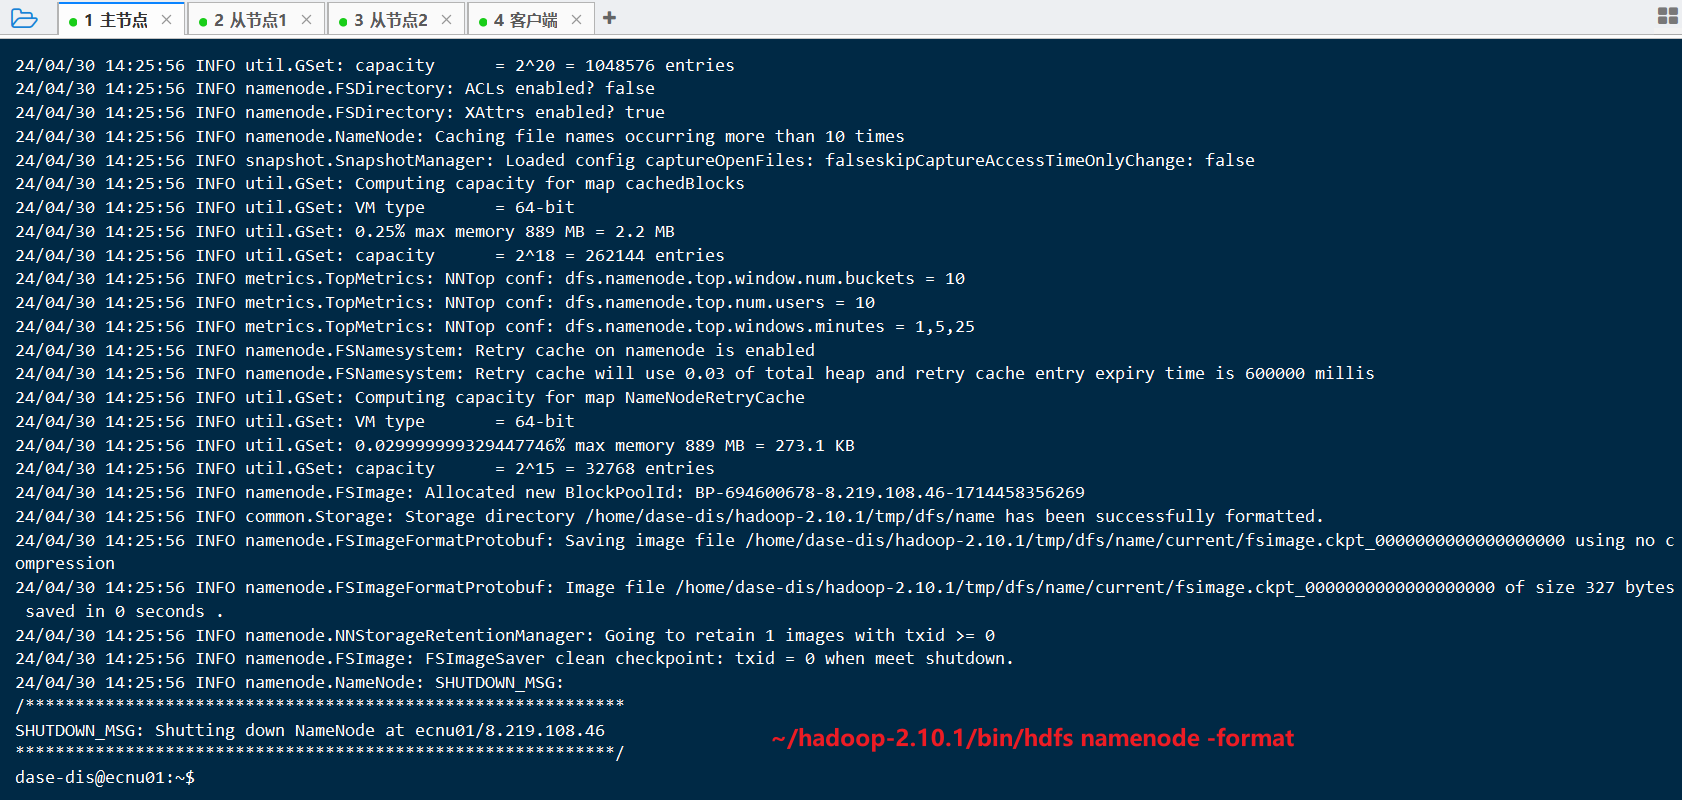 1 主节点 × 2 从节点1 × 3 从节点2 × 4 客户端 × +
24/04/30 14:25:56 INFO util.GSet: capacity      = 2^20 = 1048576 entries
24/04/30 14:25:56 INFO namenode.FSDirectory: ACLs enabled? false
24/04/30 14:25:56 INFO namenode.FSDirectory: XAttrs enabled? true
24/04/30 14:25:56 INFO namenode.NameNode: Caching file names occurring more than 10 times
24/04/30 14:25:56 INFO snapshot.SnapshotManager: Loaded config captureOpenFiles: falseskipCaptureAccessTimeOnlyChange: false
24/04/30 14:25:56 INFO util.GSet: Computing capacity for map cachedBlocks
24/04/30 14:25:56 INFO util.GSet: VM type       = 64-bit
24/04/30 14:25:56 INFO util.GSet: 0.25% max memory 889 MB = 2.2 MB
24/04/30 14:25:56 INFO util.GSet: capacity      = 2^18 = 262144 entries
24/04/30 14:25:56 INFO metrics.TopMetrics: NNTop conf: dfs.namenode.top.window.num.buckets = 10
24/04/30 14:25:56 INFO metrics.TopMetrics: NNTop conf: dfs.namenode.top.num.users = 10
24/04/30 14:25:56 INFO metrics.TopMetrics: NNTop conf: dfs.namenode.top.windows.minutes = 1,5,25
24/04/30 14:25:56 INFO namenode.FSNamesystem: Retry cache on namenode is enabled
24/04/30 14:25:56 INFO namenode.FSNamesystem: Retry cache will use 0.03 of total heap and retry cache entry expiry time is 600000 millis
24/04/30 14:25:56 INFO util.GSet: Computing capacity for map NameNodeRetryCache
24/04/30 14:25:56 INFO util.GSet: VM type       = 64-bit
24/04/30 14:25:56 INFO util.GSet: 0.029999999329447746% max memory 889 MB = 273.1 KB
24/04/30 14:25:56 INFO util.GSet: capacity      = 2^15 = 32768 entries
24/04/30 14:25:56 INFO namenode.FSImage: Allocated new BlockPoolId: BP-694600678-8.219.108.46-1714458356269
24/04/30 14:25:56 INFO common.Storage: Storage directory /home/dase-dis/hadoop-2.10.1/tmp/dfs/name has been successfully formatted.
24/04/30 14:25:56 INFO namenode.FSImageFormatProtobuf: Saving image file /home/dase-dis/hadoop-2.10.1/tmp/dfs/name/current/fsimage.ckpt_0000000000000000000 using no c
ompression
24/04/30 14:25:56 INFO namenode.FSImageFormatProtobuf: Image file /home/dase-dis/hadoop-2.10.1/tmp/dfs/name/current/fsimage.ckpt_0000000000000000000 of size 327 bytes
 saved in 0 seconds .
24/04/30 14:25:56 INFO namenode.NNStorageRetentionManager: Going to retain 1 images with txid >= 0
24/04/30 14:25:56 INFO namenode.FSImage: FSImageSaver clean checkpoint: txid = 0 when meet shutdown.
24/04/30 14:25:56 INFO namenode.NameNode: SHUTDOWN_MSG:
/************************************************************
SHUTDOWN_MSG: Shutting down NameNode at ecnu01/8.219.108.46
~/hadoop-2.10.1/bin/hdfs namenode -format
************************************************************/
dase-dis@ecnu01:~$